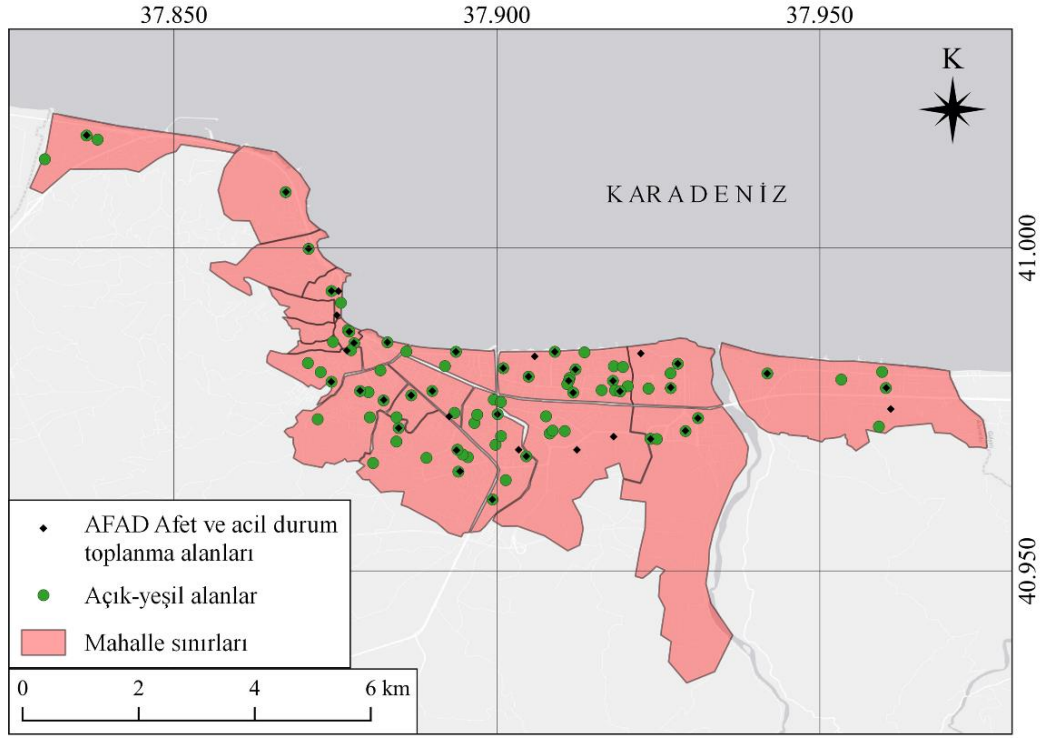 37.850
37.900
37.950
K
KARADENİZ
41.000
40.950
AFAD Afet ve acil durum
toplanma alanları
Açık-yeşil alanlar
Mahalle sınırları
0 2 4 6 km